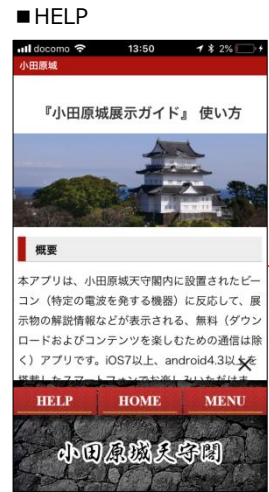 ■HELP
docomo 13:50 2%
小田原城
『小田原城展示ガイド』 使い方
概要
本アプリは、小田原城天守閣内に設置されたビー
コン（特定の電波を発する機器）に反応して、展
示物の解説情報などが表示される、無料（ダウン
ロードおよびコンテンツを楽しむための通信は除
く）アプリです。iOS7以上、android4.3以上を
HELP HOME MENU
小田原城天守閣